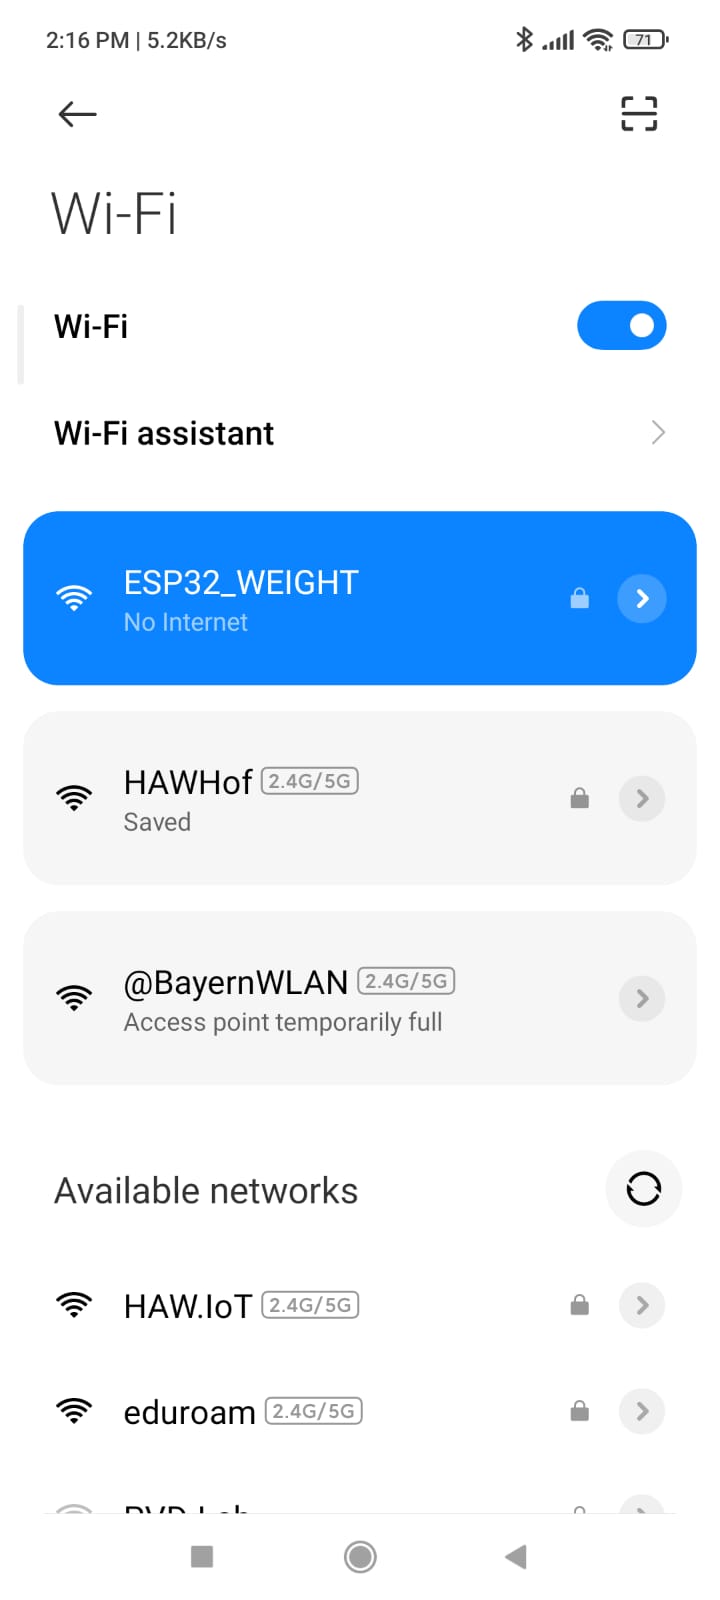 2:16 PM | 5.2KB/s
71
Wi-Fi
Wi-Fi
Wi-Fi assistant
ESP32_WEIGHT
No Internet
HAWHof 2.4G/5G
Saved
@BayernWLAN 2.4G/5G
Access point temporarily full
Available networks
HAW.IoT 2.4G/5G
eduroam 2.4G/5G